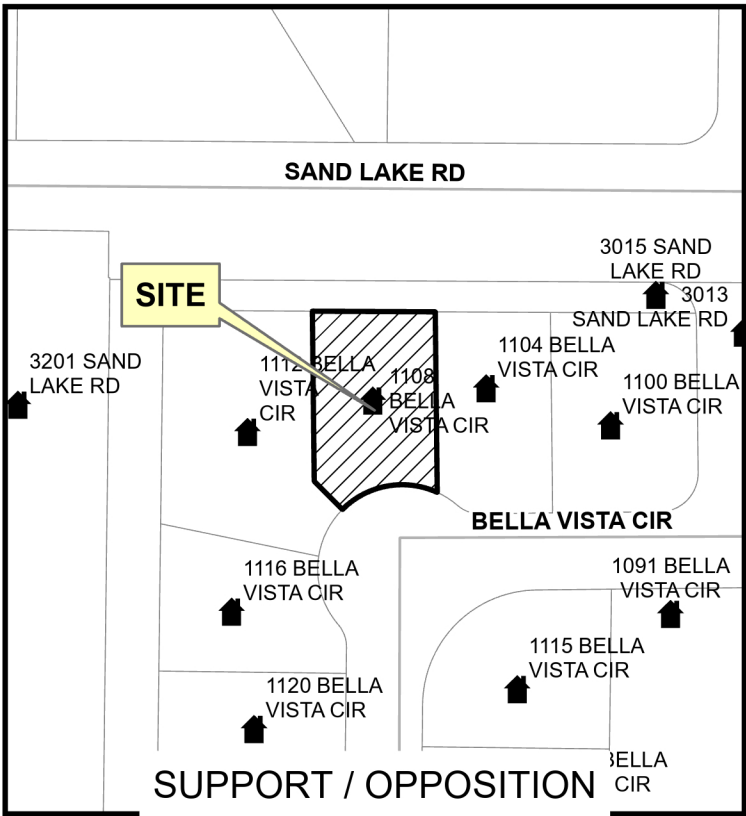 SAND LAKE RD
3015 SAND
LAKE RD
3013
SAND LAKE RD
SITE
3201 SAND
LAKE RD
1112 BELLA
VISTA
CIR
1108
BELLA
VISTA CIR
1104 BELLA
VISTA CIR
1100 BELLA
VISTA CIR
BELLA VISTA CIR
1116 BELLA
VISTA CIR
1091 BELLA
VISTA CIR
1115 BELLA
VISTA CIR
1120 BELLA
VISTA CIR
BELLA
CIR
SUPPORT / OPPOSITION